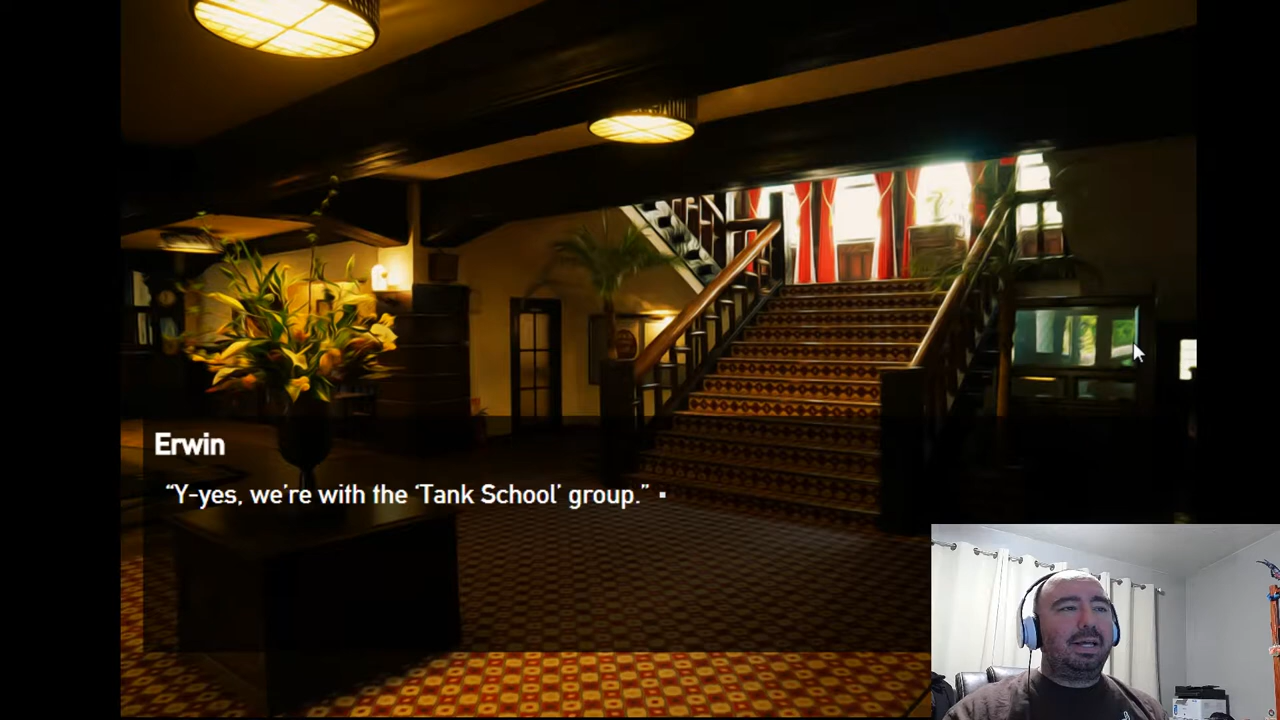 Erwin
“Y-yes, we’re with the ‘Tank School’ group.”